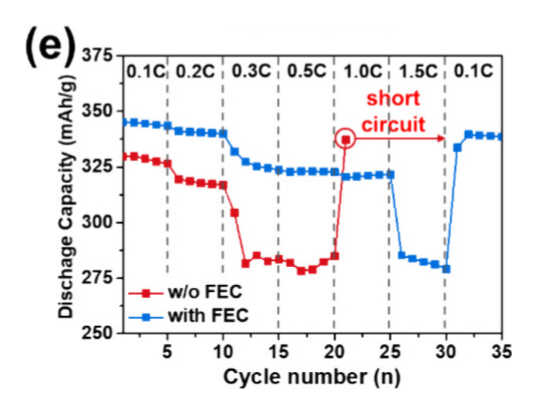 (e)
375
350
325
300
275
250
Dischage Capacity (mAh/g)
0.1C 0.2C 0.3C 0.5C 1.0C 1.5C 0.1C
short
circuit
w/o FEC
with FEC
5 10 15 20 25 30 35
Cycle number (n)